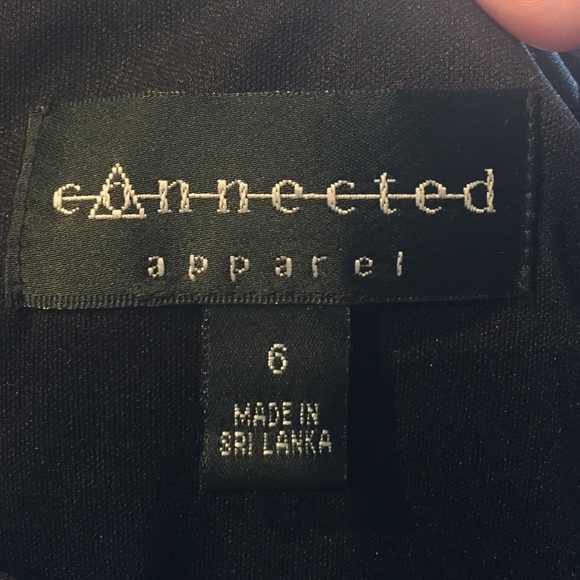 connected
apparel
6
MADE IN
SRI LANKA